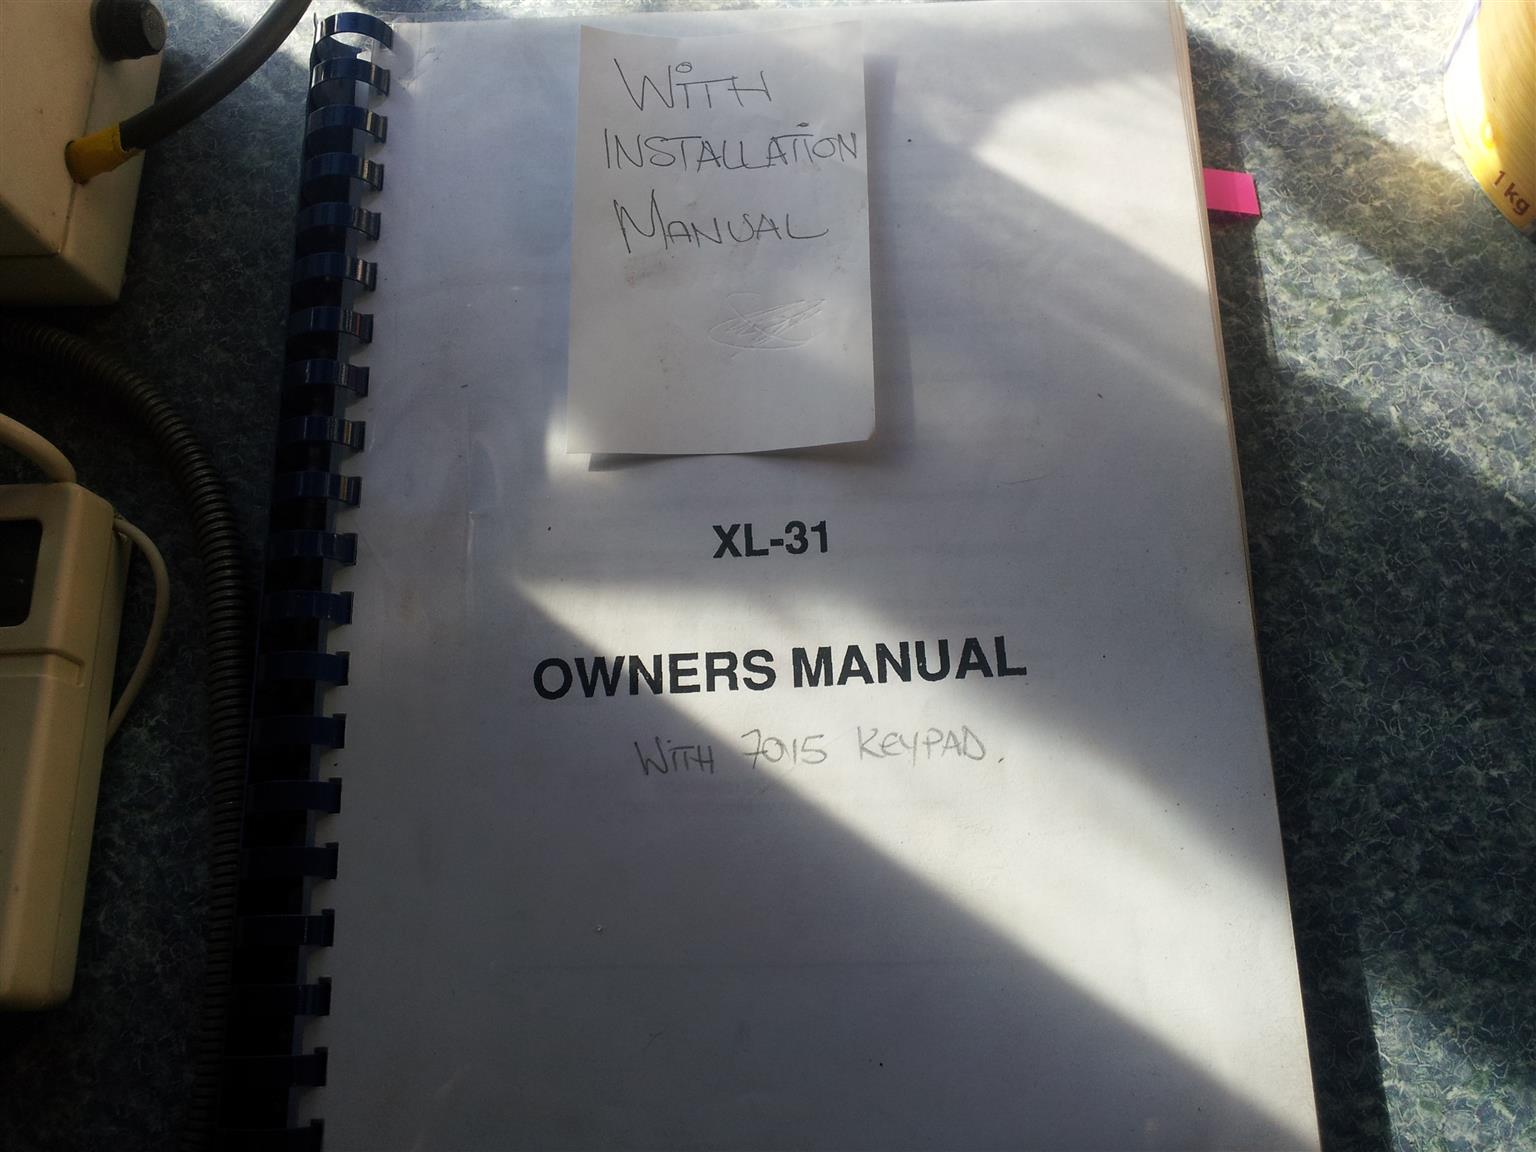 WITH
INSTALLATION
MANUAL
XL-31
OWNERS MANUAL
WITH 7015 KEYPAD.
1 kg